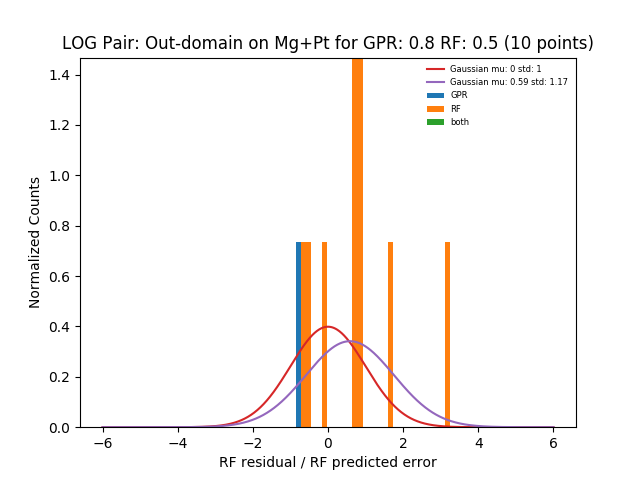 LOG Pair: Out-domain on Mg+Pt for GPR: 0.8 RF: 0.5 (10 points)
Gaussian mu: 0 std: 1
Gaussian mu: 0.59 std: 1.17
GPR
RF
both
Normalized Counts
1.4
1.2
1.0
0.8
0.6
0.4
0.2
0.0
−6
−4
−2
0
2
4
6
RF residual / RF predicted error